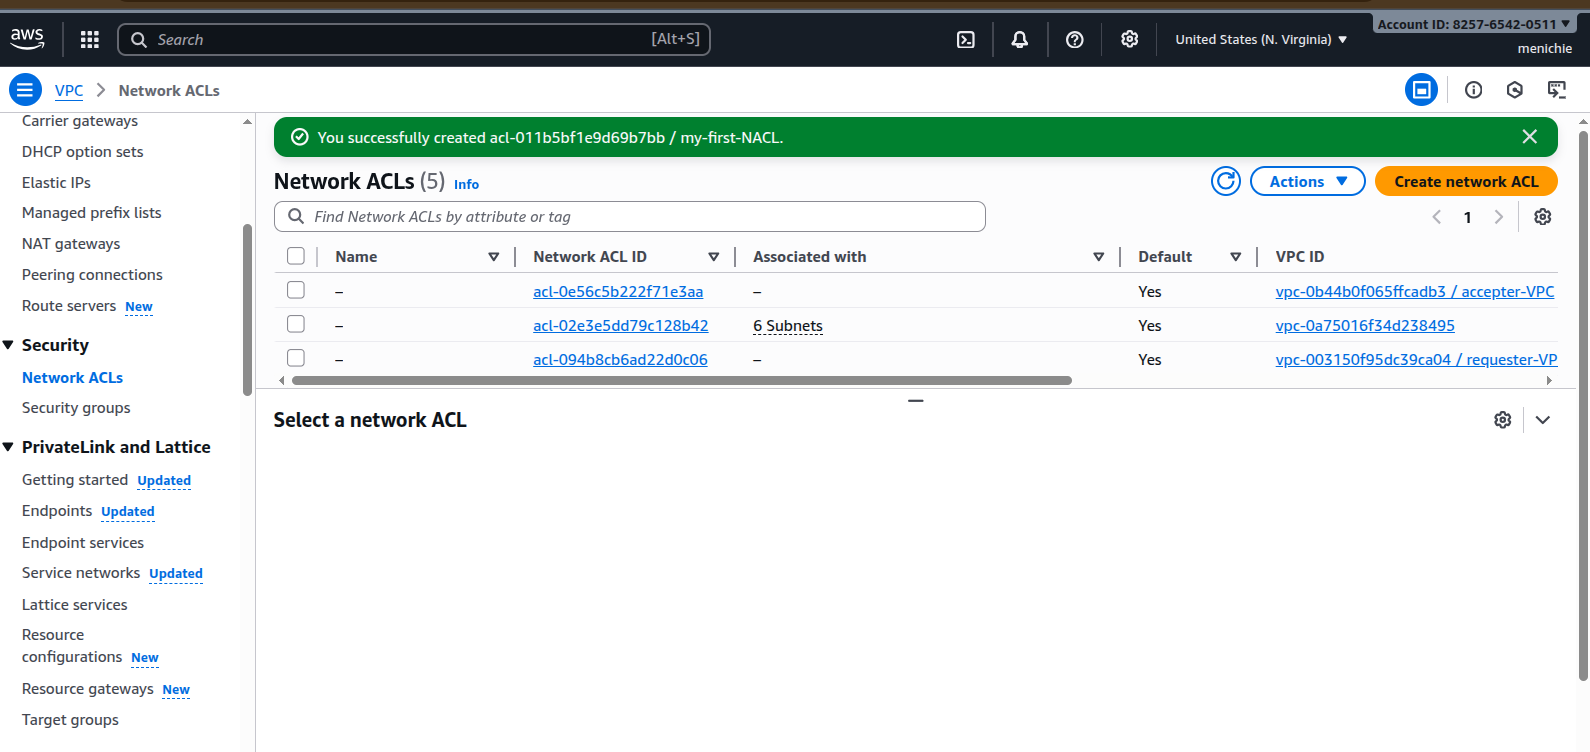 aws
Search
[Alt+S]
United States (N. Virginia)
Account ID: 8257-6542-0511
menichie
VPC
Network ACLs
Carrier gateways
DHCP option sets
Elastic IPs
Managed prefix lists
NAT gateways
Peering connections
Route servers New
Security
Network ACLs
Security groups
PrivateLink and Lattice
Getting started Updated
Endpoints Updated
Endpoint services
Service networks Updated
Lattice services
Resource
configurations New
Resource gateways New
Target groups
You successfully created acl-011b5bf1e9d69b7bb / my-first-NACL.
Network ACLs (5) Info
Actions
Create network ACL
Find Network ACLs by attribute or tag
1
Name Network ACL ID Associated with Default VPC ID
– acl-0e56c5b222f71e3aa – Yes vpc-0b44b0f065ffcadb3 / accepter-VPC
– acl-02e3e5dd79c128b42 6 Subnets Yes vpc-0a75016f34d238495
– acl-094b8cb6ad22d0c06 – Yes vpc-003150f95dc39ca04 / requester-VP
Select a network ACL